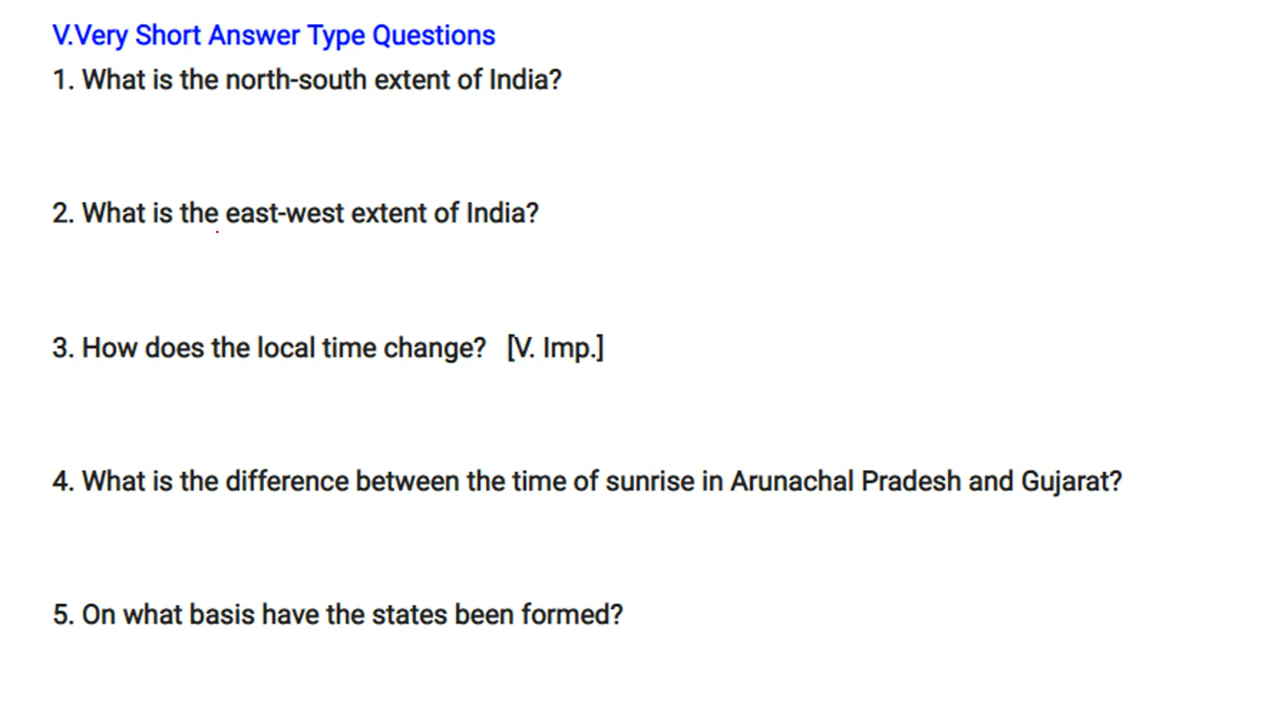 V.Very Short Answer Type Questions
1. What is the north-south extent of India?
2. What is the east-west extent of India?
3. How does the local time change? [V. Imp.]
4. What is the difference between the time of sunrise in Arunachal Pradesh and Gujarat?
5. On what basis have the states been formed?